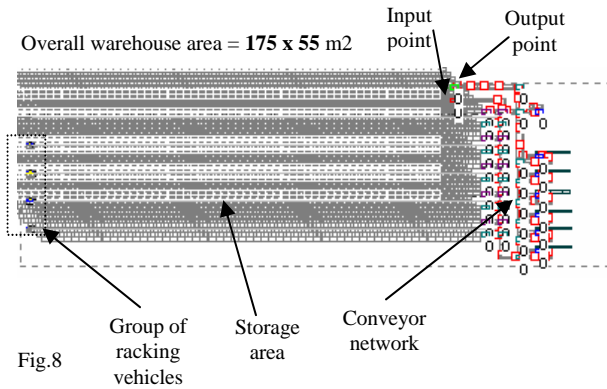 Input
point
Output
point
Overall warehouse area = 175 x 55 m2
Group of
racking
vehicles
Storage
area
Conveyor
network
Fig.8